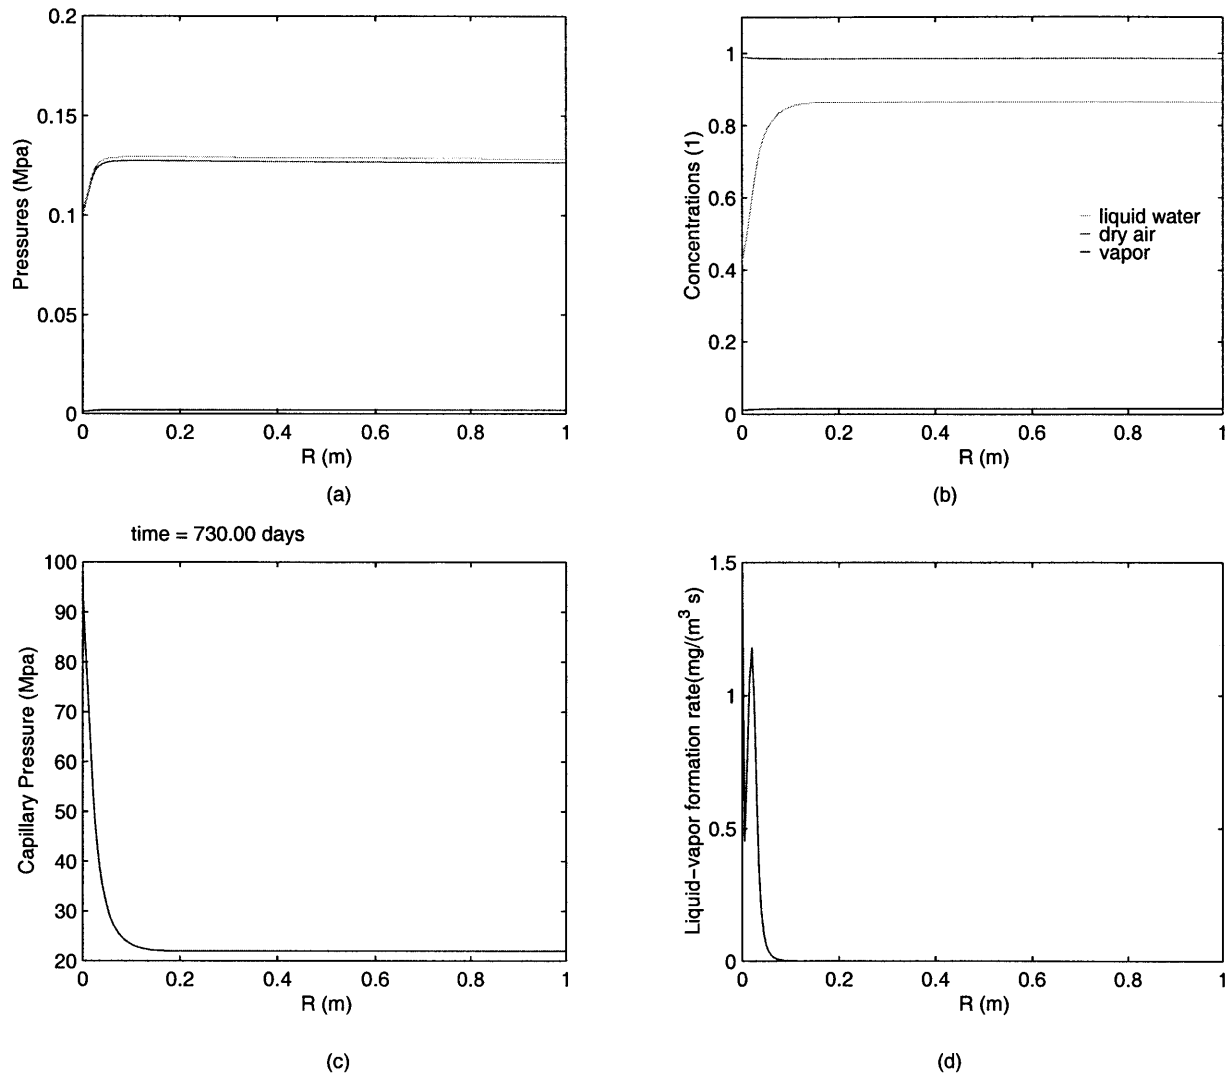 0.2
0.15
0.1
0.05
0
Pressures (Mpa)
0 0.2 0.4 0.6 0.8 1
R (m)
(a)
1
0.8
0.6
0.4
0.2
0
Concentrations (1)
liquid water
dry air
vapor
0 0.2 0.4 0.6 0.8 1
R (m)
(b)
time = 730.00 days
100
90
80
70
60
50
40
30
20
Capillary Pressure (Mpa)
0 0.2 0.4 0.6 0.8 1
R (m)
(c)
1.5
1
0.5
0
Liquid−vapor formation rate(mg/(m³ s)
0 0.2 0.4 0.6 0.8 1
R (m)
(d)